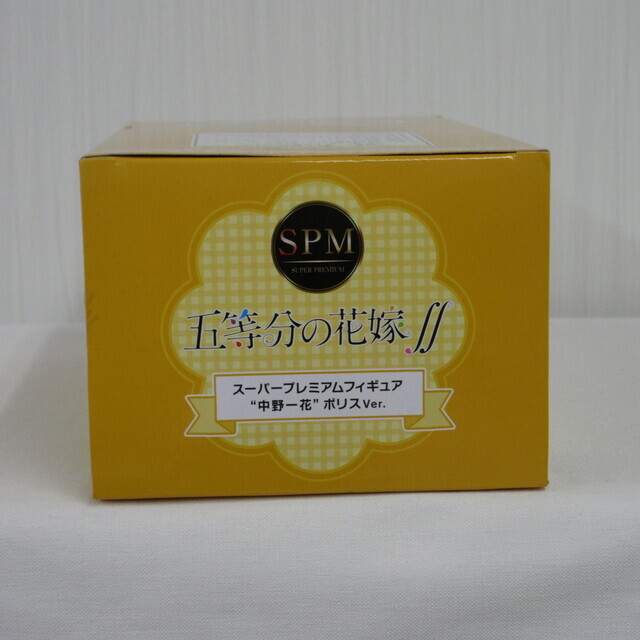 SPM
SUPER PREMIUM
五等分の花嫁∬
スーパープレミアムフィギュア
“中野一花” ポリスVer.